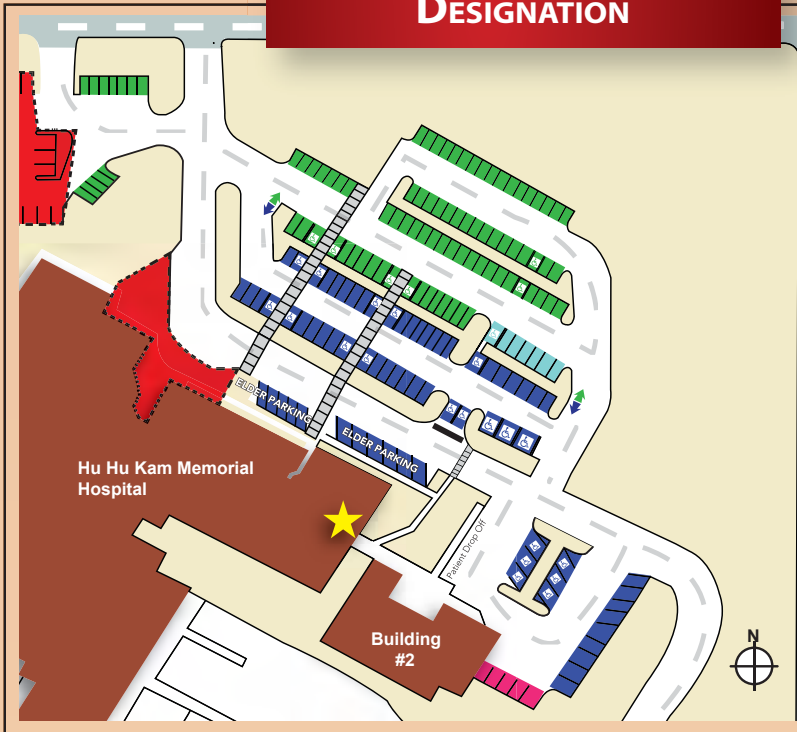 DESIGNATION
ELDER PARKING
ELDER PARKING
Hu Hu Kam Memorial
Hospital
Patient Drop Off
Building
#2
N